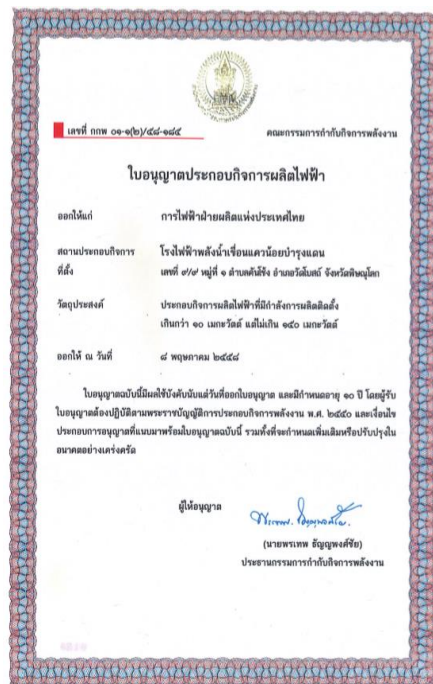 เลขที่ กกพ ๐๑-๑(๒)/๕๘-๑๘๕
คณะกรรมการกำกับกิจการพลังงาน
ใบอนุญาตประกอบกิจการผลิตไฟฟ้า
ออกให้แก่ การไฟฟ้าฝ่ายผลิตแห่งประเทศไทย
สถานประกอบกิจการ โรงไฟฟ้าพลังน้ำเขื่อนแควน้อยบำรุงแดน
ที่ตั้ง เลขที่ ๙/๙ หมู่ที่ ๑ ตำบลคันโช้ง อำเภอวัดโบสถ์ จังหวัดพิษณุโลก
วัตถุประสงค์ ประกอบกิจการผลิตไฟฟ้าที่มีกำลังการผลิตติดตั้ง
เกินกว่า ๑๐ เมกะวัตต์ แต่ไม่เกิน ๑๕๐ เมกะวัตต์
ออกให้ ณ วันที่ ๘ พฤษภาคม ๒๕๕๘
ใบอนุญาตฉบับนี้มีผลใช้บังคับนับแต่วันที่ออกใบอนุญาต และมีกำหนดอายุ ๑๐ ปี โดยผู้รับ
ใบอนุญาตต้องปฏิบัติตามพระราชบัญญัติการประกอบกิจการพลังงาน พ.ศ. ๒๕๕๐ และเงื่อนไข
ประกอบการอนุญาตที่แนบมาพร้อมใบอนุญาตฉบับนี้ รวมทั้งที่จะกำหนดเพิ่มเติมหรือปรับปรุงใน
อนาคตอย่างเคร่งครัด
ผู้ให้อนุญาต
(นายพรเทพ ธัญญพงศ์ชัย)
ประธานกรรมการกำกับกิจการพลังงาน